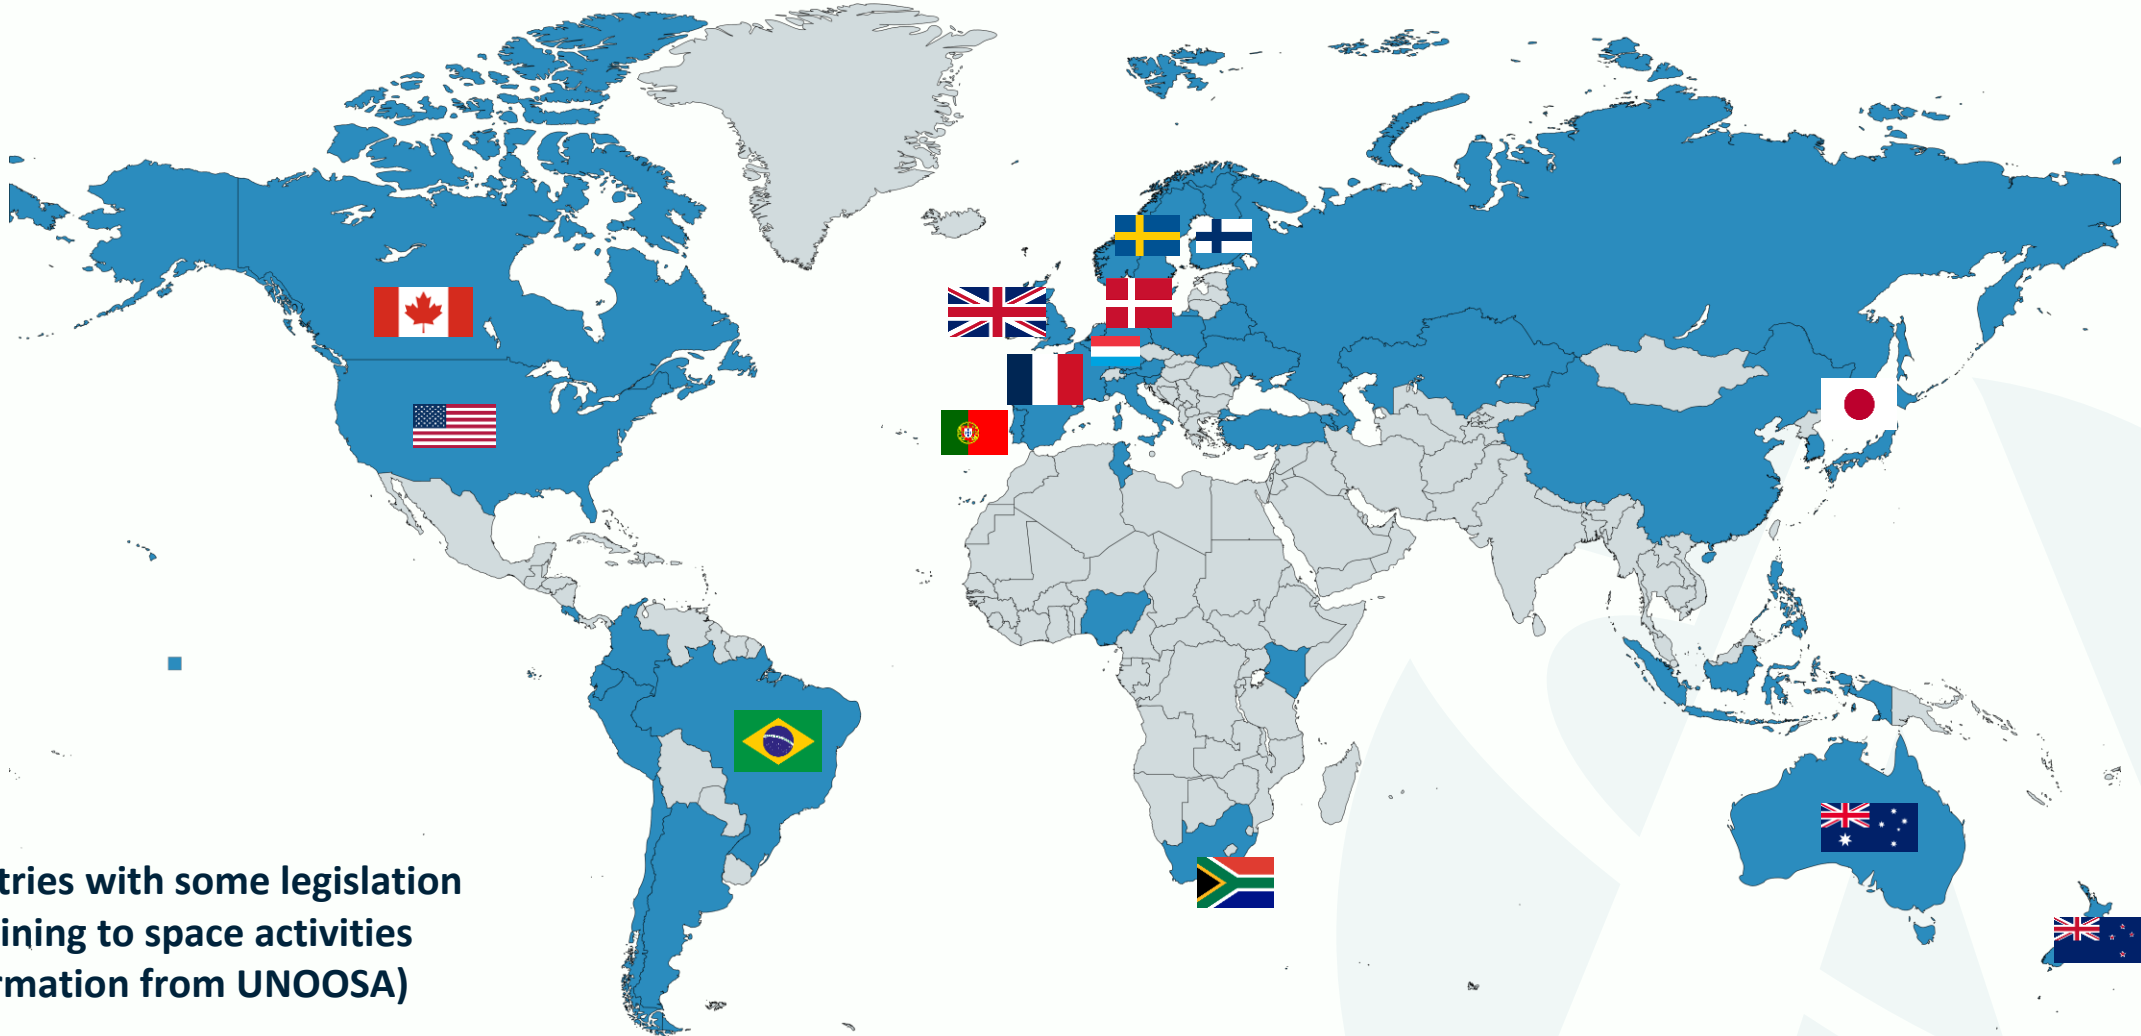 tries with some legislation
ining to space activities
rmation from UNOOSA)